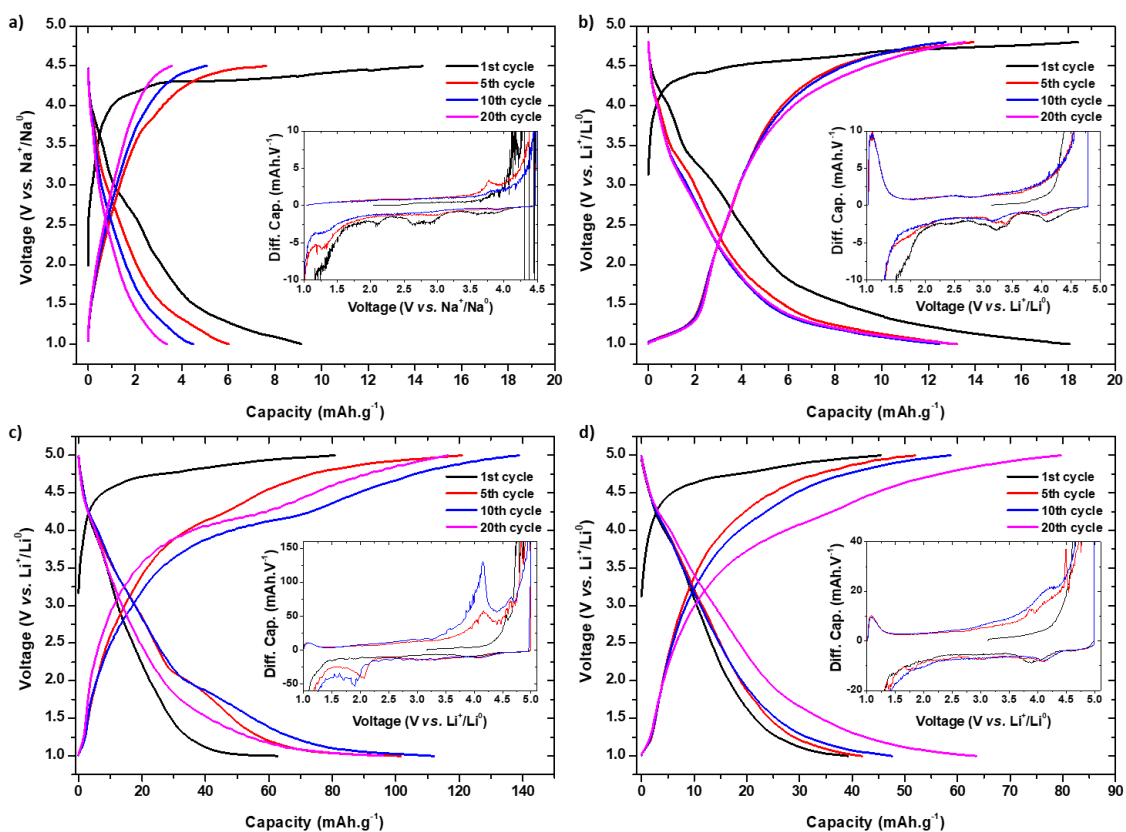 a)
5.0
4.5
4.0
3.5
3.0
2.5
2.0
1.5
1.0
Voltage (V vs. Na⁺/Na⁰)
0 2 4 6 8 10 12 14 16 18 20
Capacity (mAh.g⁻¹)
1st cycle
5th cycle
10th cycle
20th cycle
10
5
0
-5
-10
Diff. Cap. (mAh.V⁻¹)
1.0 1.5 2.0 2.5 3.0 3.5 4.0 4.5
Voltage (V vs. Na⁺/Na⁰)
b)
5.0
4.5
4.0
3.5
3.0
2.5
2.0
1.5
1.0
Voltage (V vs. Li⁺/Li⁰)
0 2 4 6 8 10 12 14 16 18 20
Capacity (mAh.g⁻¹)
1st cycle
5th cycle
10th cycle
20th cycle
10
5
0
-5
-10
Diff. Cap. (mAh.V⁻¹)
1.0 1.5 2.0 2.5 3.0 3.5 4.0 4.5 5.0
Voltage (V vs. Li⁺/Li⁰)
c)
5.0
4.5
4.0
3.5
3.0
2.5
2.0
1.5
1.0
Voltage (V vs. Li⁺/Li⁰)
0 20 40 60 80 100 120 140
Capacity (mAh.g⁻¹)
1st cycle
5th cycle
10th cycle
20th cycle
150
100
50
0
-50
Diff. Cap. (mAh.V⁻¹)
1.0 1.5 2.0 2.5 3.0 3.5 4.0 4.5 5.0
Voltage (V vs. Li⁺/Li⁰)
d)
5.0
4.5
4.0
3.5
3.0
2.5
2.0
1.5
1.0
Voltage (V vs. Li⁺/Li⁰)
0 10 20 30 40 50 60 70 80 90
Capacity (mAh.g⁻¹)
1st cycle
5th cycle
10th cycle
20th cycle
40
20
0
-20
Diff. Cap. (mAh.V⁻¹)
1.0 1.5 2.0 2.5 3.0 3.5 4.0 4.5 5.0
Voltage (V vs. Li⁺/Li⁰)